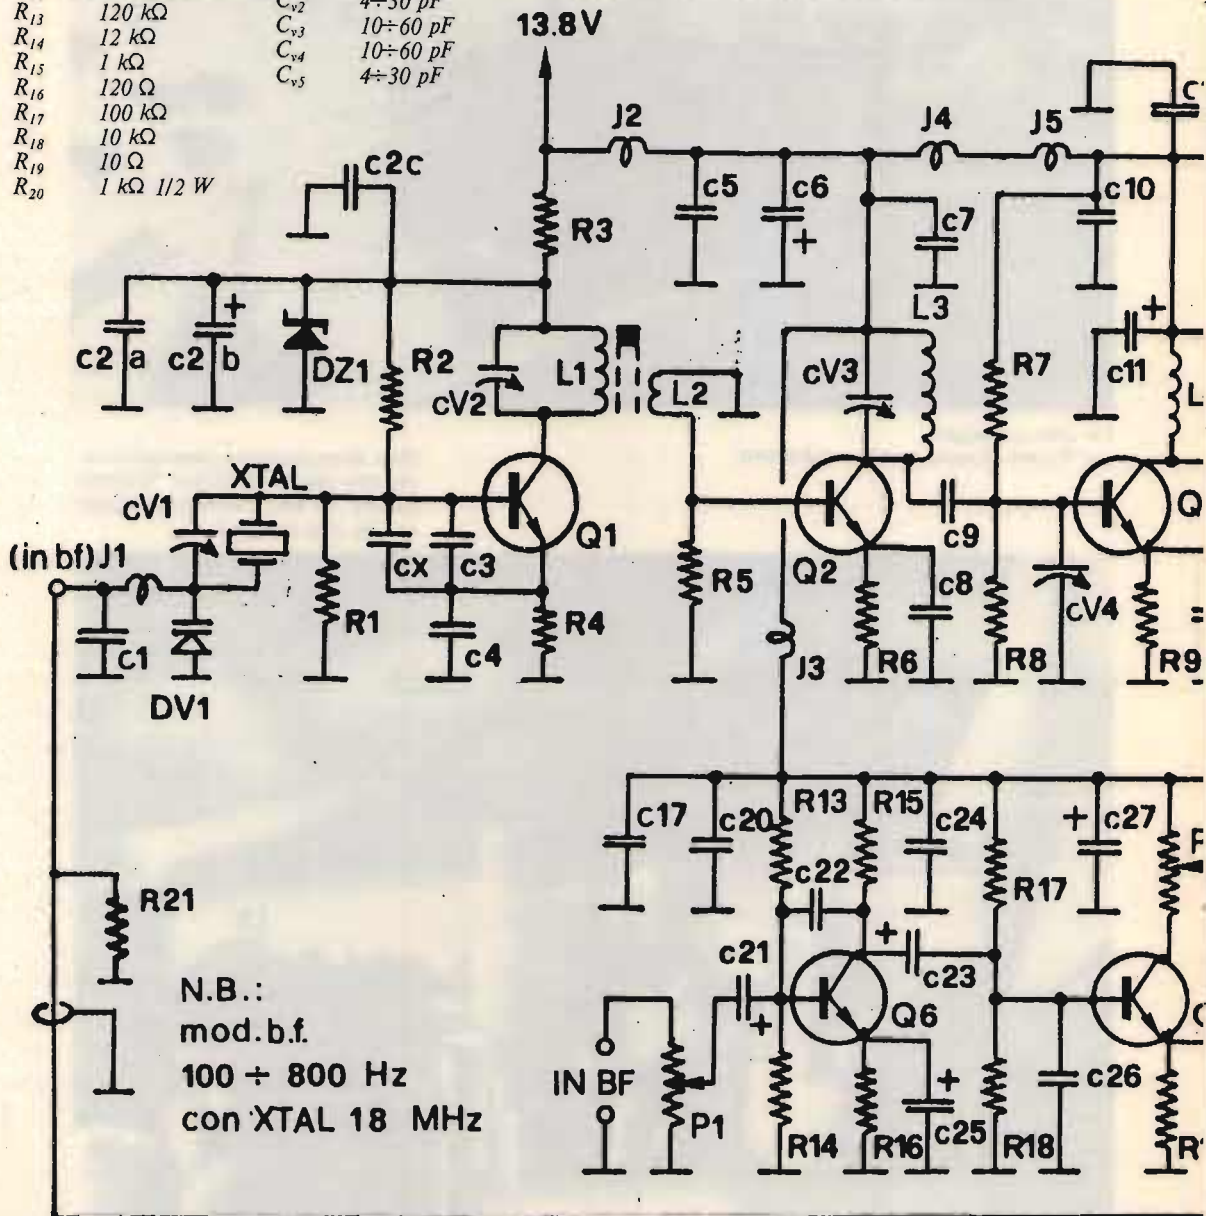 R13 120 kΩ
R14 12 kΩ
R15 1 kΩ
R16 120 Ω
R17 100 kΩ
R18 10 kΩ
R19 10 Ω
R20 1 kΩ 1/2 W
Cv2 4÷30 pF
Cv3 10÷60 pF
Cv4 10÷60 pF
Cv5 4÷30 pF
13.8V
J2
J4
J5
c2c
R3
c5
c6
+
c7
c10
c2 a
c2 b
+
DZ1
R2
cV2
L1
L2
L3
cV3
R7
c11
+
XTAL
cV1
(in bf) J1
c1
DV1
R1
cx
c3
c4
Q1
R4
R5
Q2
c9
c8
R6
J3
R8
cV4
R9
c17
c20
R13
R15
c24
c27
+
c22
R17
R21
c21
+
c23
+
Q6
IN BF
P1
R14
R16
c25
+
R18
c26
N.B.:
mod.b.f.
100 ÷ 800 Hz
con XTAL 18 MHz